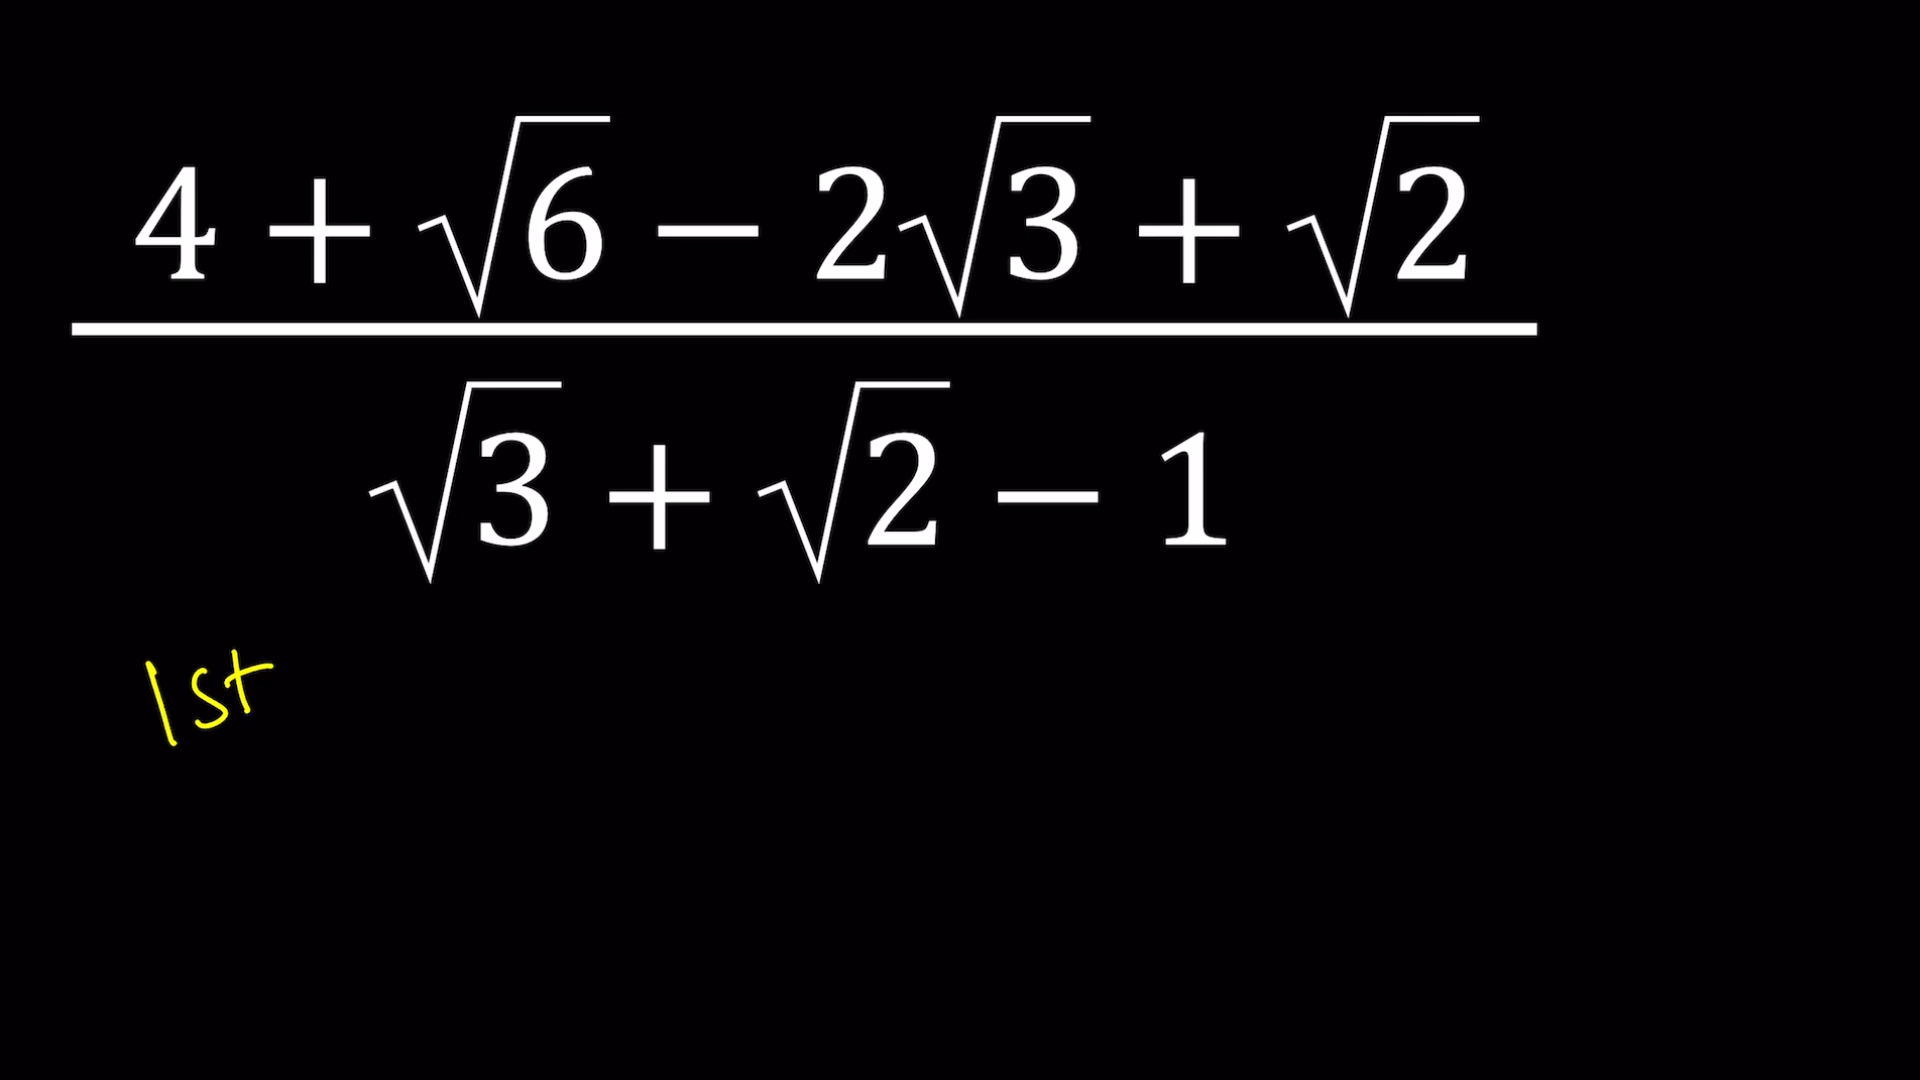 4 + √6 − 2√3 + √2
√3 + √2 − 1
1st